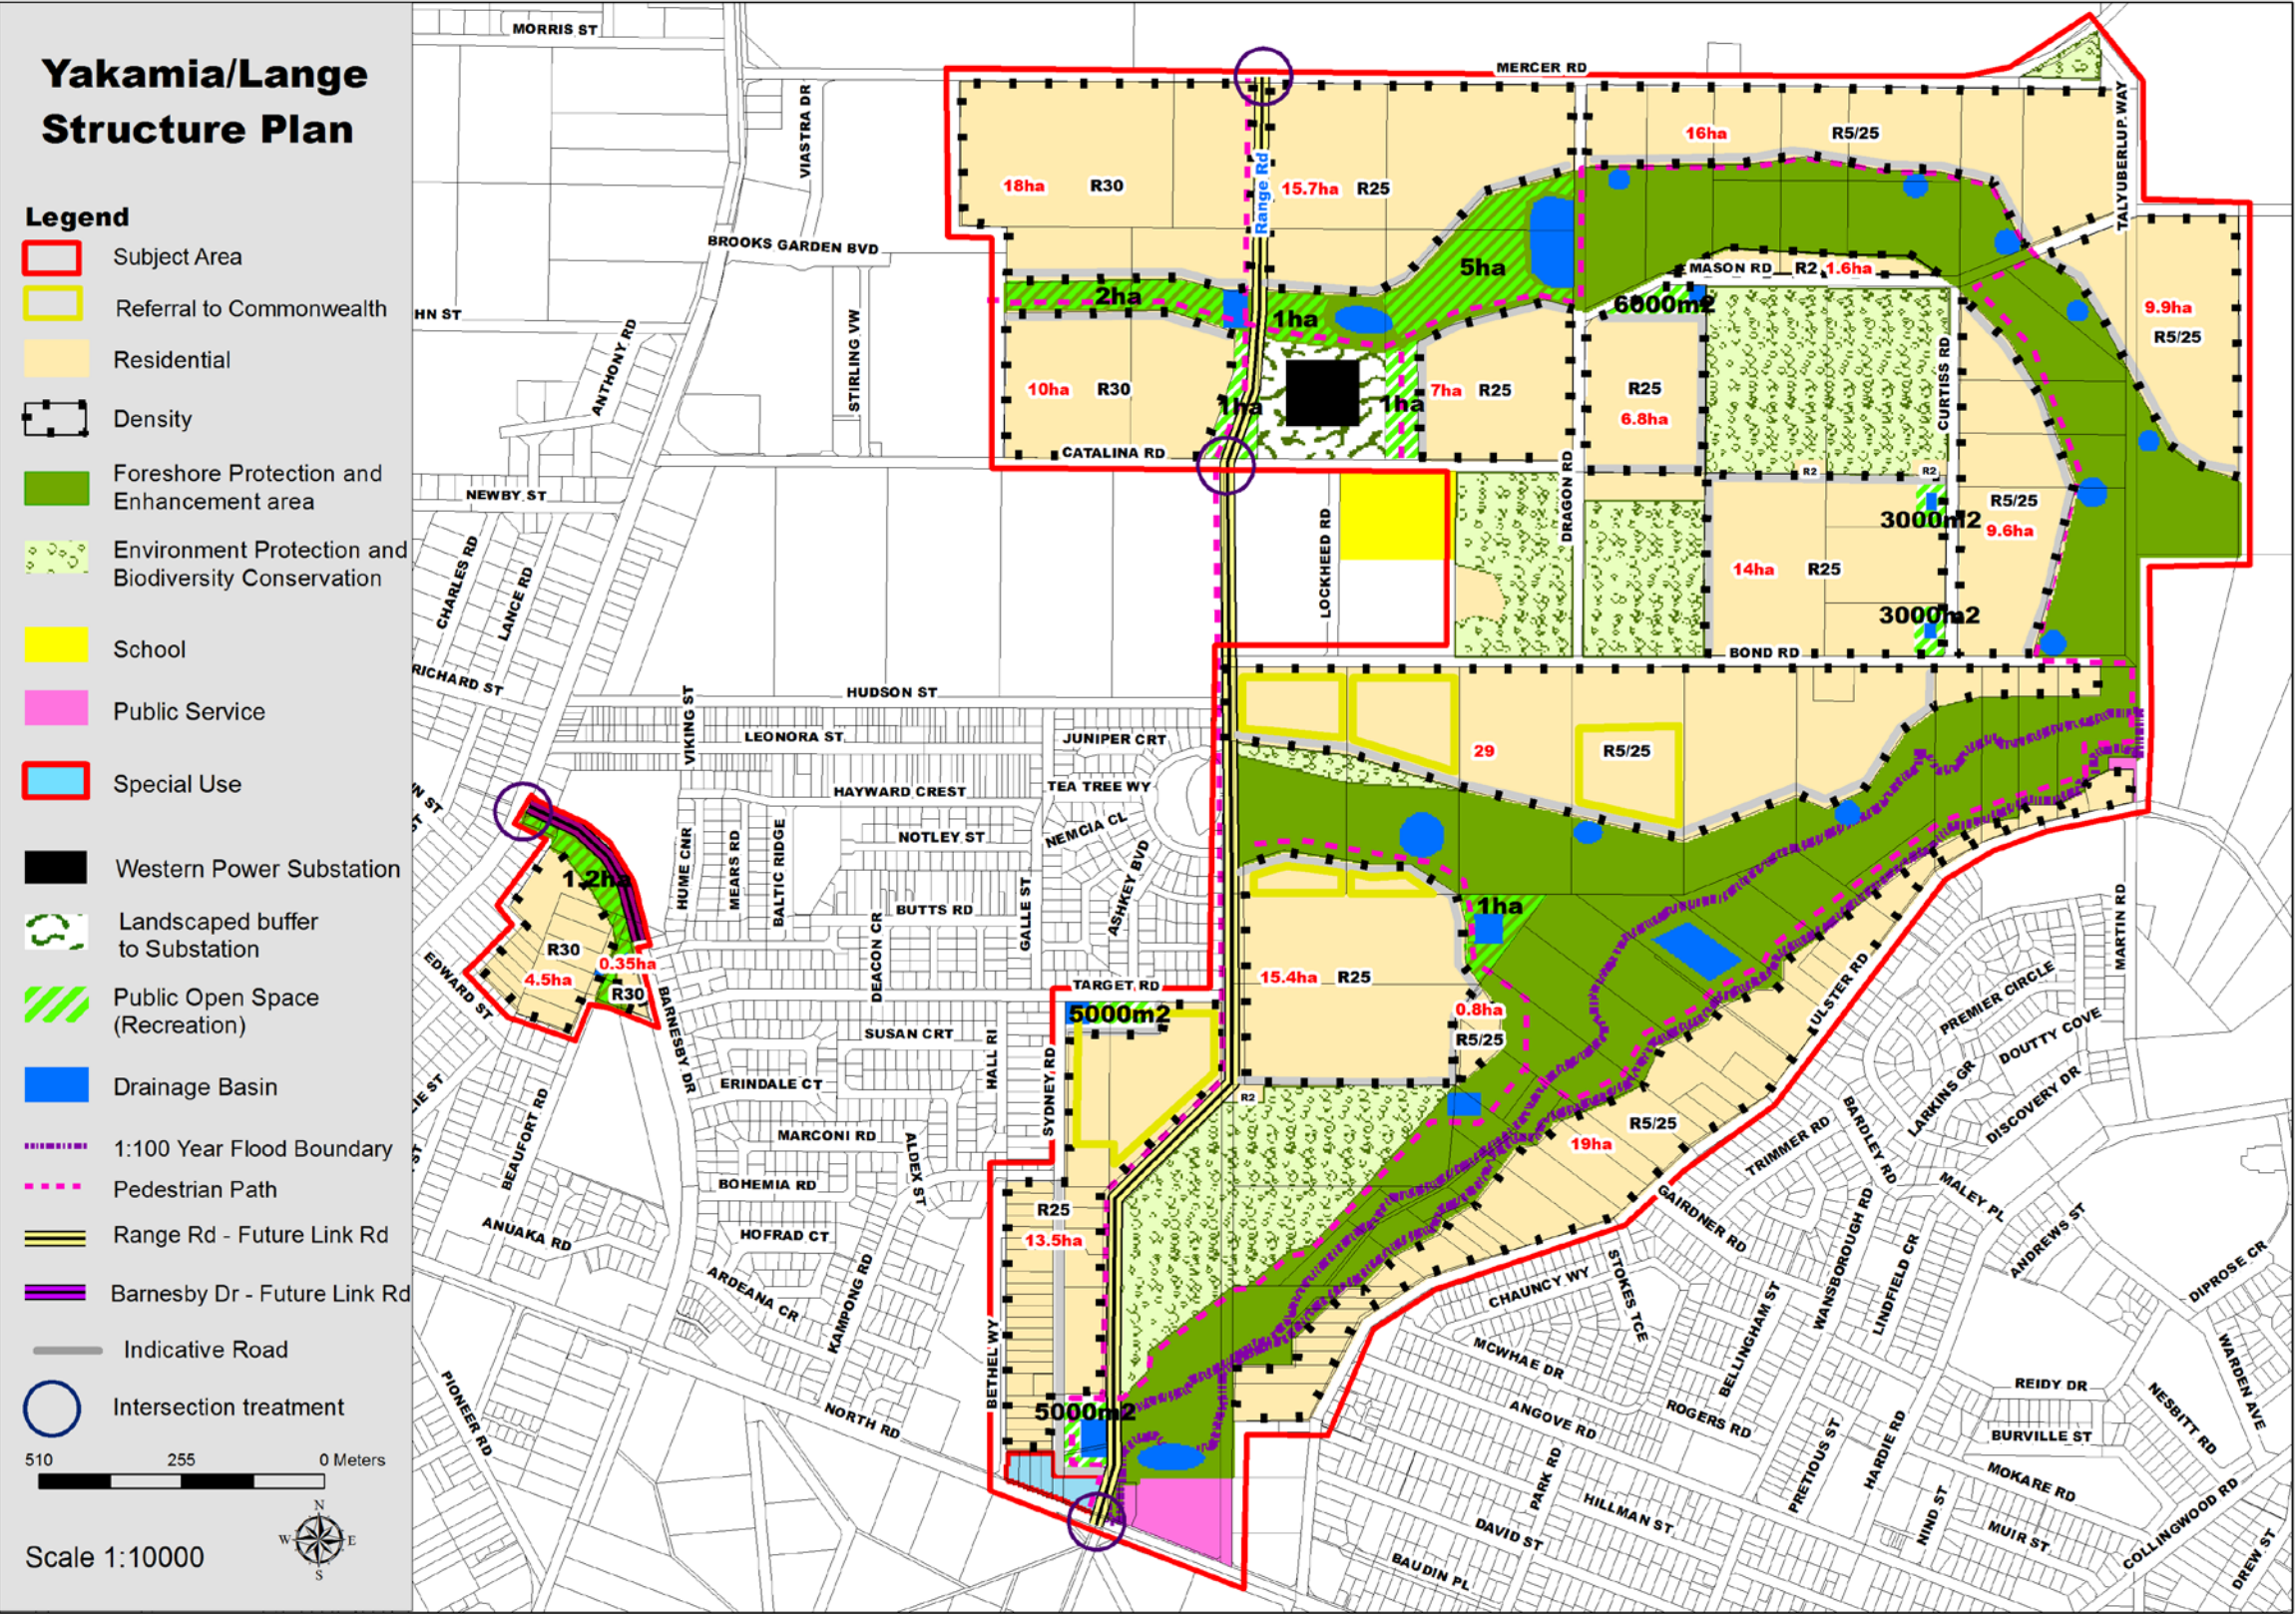 Yakamia/Lange
Structure Plan
Legend
Subject Area
Referral to Commonwealth
Residential
Density
Foreshore Protection and
Enhancement area
Environment Protection and
Biodiversity Conservation
School
Public Service
Special Use
Western Power Substation
Landscaped buffer
to Substation
Public Open Space
(Recreation)
Drainage Basin
1:100 Year Flood Boundary
Pedestrian Path
Range Rd - Future Link Rd
Barnesby Dr - Future Link Rd
Indicative Road
Intersection treatment
510 255 0 Meters
N
W E
S
Scale 1:10000
MORRIS ST
MERCER RD
VIASTRA DR
TALYUBERLUP WAY
16ha R5/25
Range Rd
18ha R30
15.7ha R25
BROOKS GARDEN BVD
MASON RD R2 1.6ha
5ha
2ha
6000m2
9.9ha
R5/25
HN ST
1ha
ANTHONY RD
STIRLING VW
CURTISS RD
10ha R30
7ha R25
R25
6.8ha
1ha
1ha
CATALINA RD
DRAGON RD
R2
R2
NEWBY ST
R5/25
9.6ha
3000m2
LOCKHEED RD
CHARLES RD
LANCE RD
14ha R25
3000m2
BOND RD
RICHARD ST
HUDSON ST
VIKING ST
LEONORA ST
JUNIPER CRT
29
R5/25
N ST
ST
HAYWARD CREST
TEA TREE WY
NOTLEY ST
NEMCIA CL
HUME CNR
MEARS RD
BALTIC RIDGE
1.2ha
BUTTS RD
GALLE ST
ASHKEY BVD
1ha
MARTIN RD
R30
4.5ha
0.35ha
R30
EDWARD ST
DEACON CR
TARGET RD
15.4ha R25
ULSTER RD
PREMIER CIRCLE
BARNESBY DR
5000m2
0.8ha
R5/25
SUSAN CRT
HALL RI
SYDNEY RD
DOUTTY COVE
LIE ST
ERINDALE CT
LARKINS GR
DISCOVERY DR
BEAUFORT RD
R2
MARCONI RD
ALDEX ST
R5/25
19ha
BARDLEY RD
TRIMMER RD
ST
BOHEMIA RD
R25
13.5ha
GAIRDNER RD
MALEY PL
ANUAKA RD
HOFRAD CT
WANSBOROUGH RD
ANDREWS ST
ARDEANA CR
KAMPONG RD
STOKES TCE
LINDFIELD CR
DIPROSE CR
CHAUNCY WY
BELLINGHAM ST
BETHEL WY
MCWHAE DR
WARDEN AVE
PIONEER RD
NORTH RD
5000m2
ANGOVE RD
ROGERS RD
REIDY DR
NESBITT RD
PRETIOUS ST
HARDIE RD
BURVILLE ST
PARK RD
HILLMAN ST
MOKARE RD
NIND ST
DAVID ST
MUIR ST
COLLINGWOOD RD
BAUDIN PL
DREW ST